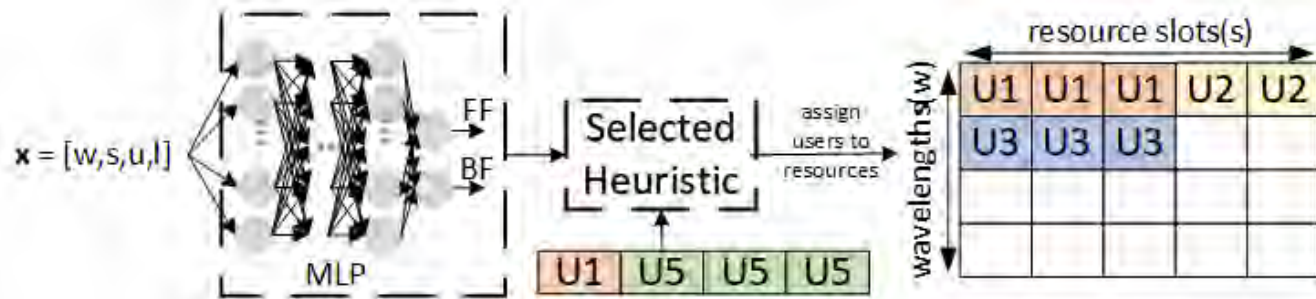 x = [w,s,u,l]
MLP
FF
BF
Selected
Heuristic
U1 U5 U5 U5
assign
users to
resources
resource slots(s)
wavelengths(w)
U1 U1 U1 U2 U2
U3 U3 U3